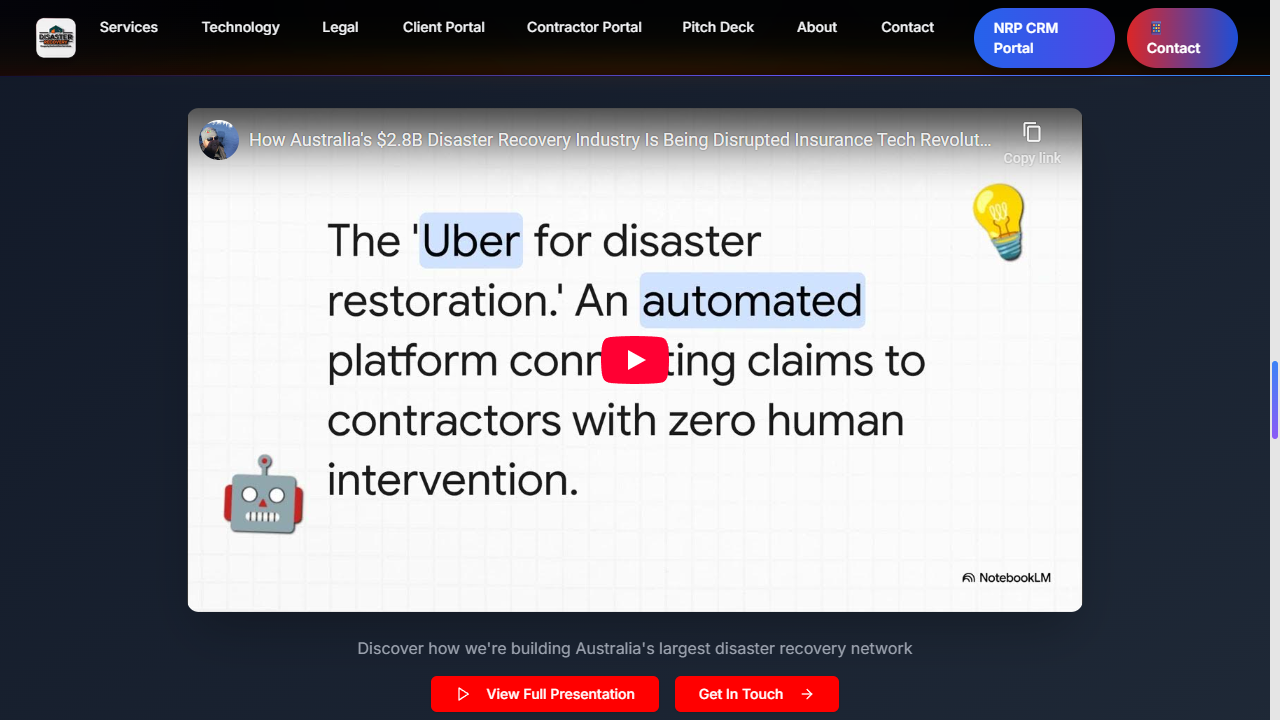 DISASTER
RECOVERY
Services
Technology
Legal
Client Portal
Contractor Portal
Pitch Deck
About
Contact
NRP CRM
Portal
Contact
How Australia's $2.8B Disaster Recovery Industry Is Being Disrupted Insurance Tech Revolut...
Copy link
The 'Uber for disaster
restoration.' An automated
platform conn ting claims to
contractors with zero human
intervention.
NotebookLM
Discover how we're building Australia's largest disaster recovery network
View Full Presentation
Get In Touch